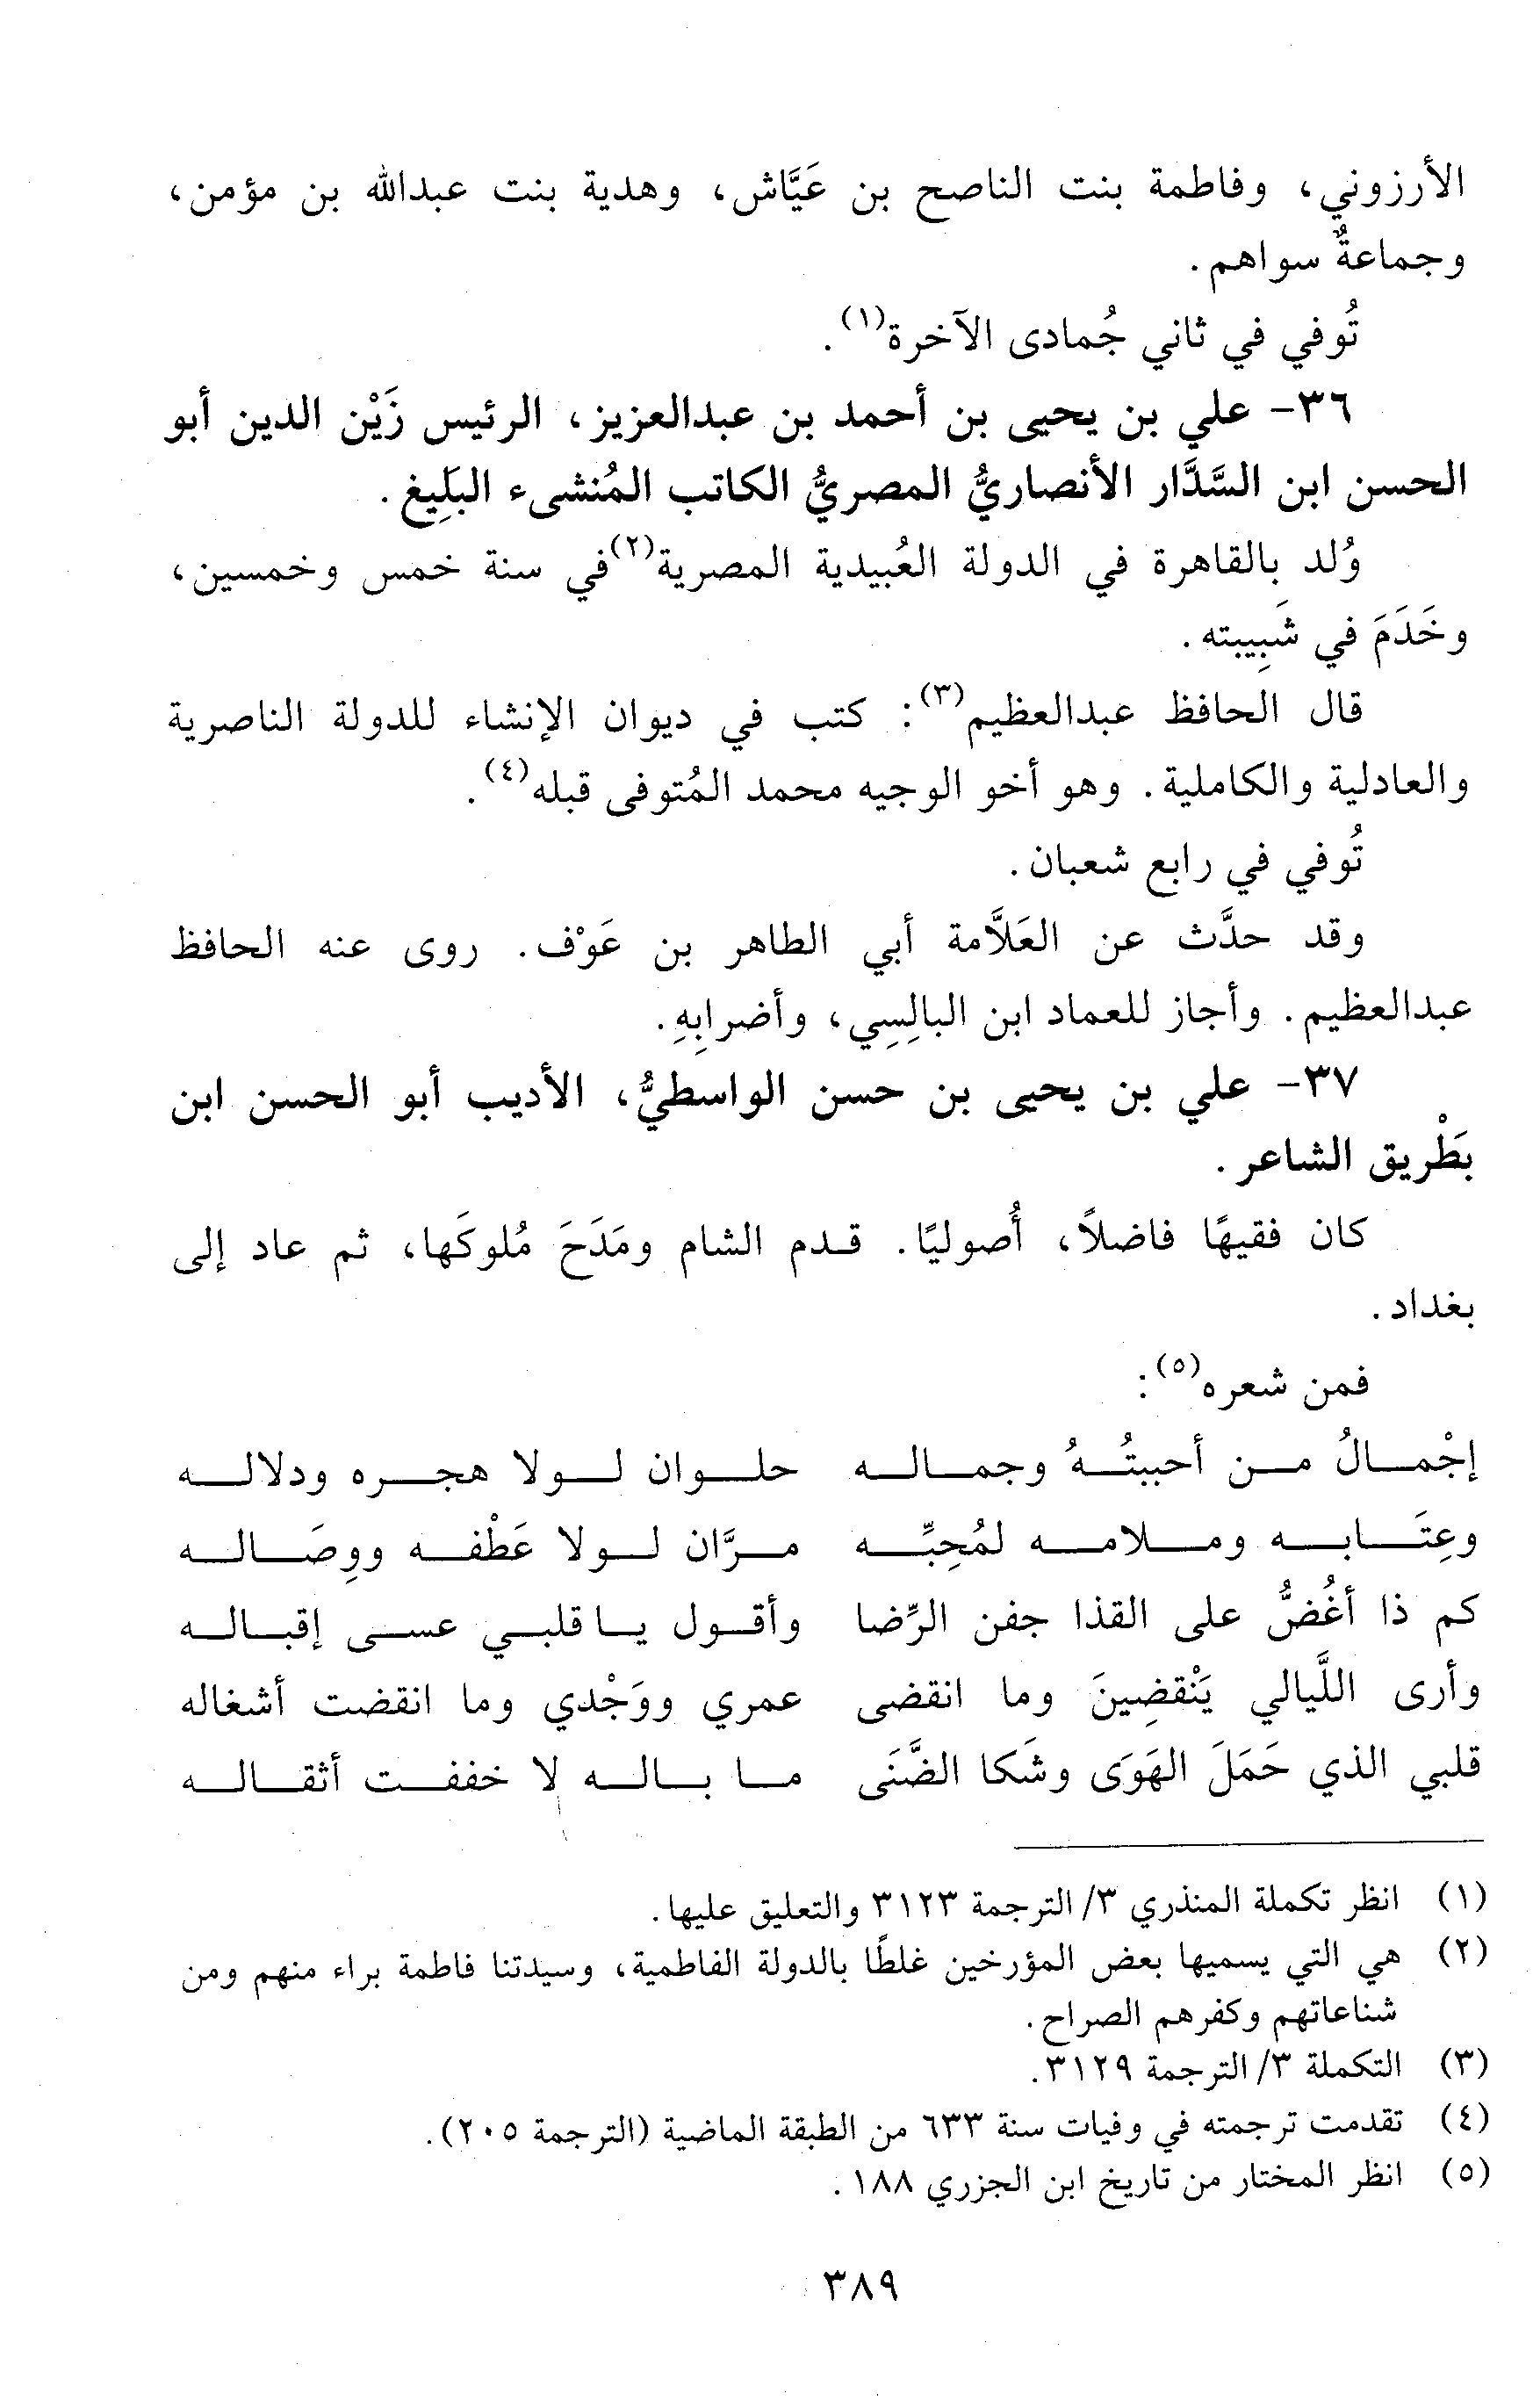 الأرزوني، وفاطمة بنت الناصح بن عَيَّاش، وهدية بنت عبدالله بن مؤمن،
وجماعةٌ سواهم.
تُوفي في ثاني جُمادى الآخرة(١).
٣٦- علي بن يحيى بن أحمد بن عبدالعزيز، الرئيس زَيْن الدين أبو
الحسن ابن السَّدَّار الأنصاريُّ المصريُّ الكاتب المُنشىء البَلِيغ.
وُلد بالقاهرة في الدولة العُبيدية المصرية(٢) في سنة خمس وخمسين،
وخَدَمَ في شَبِيبته.
قال الحافظ عبدالعظيم(٣): كتب في ديوان الإنشاء للدولة الناصرية
والعادلية والكاملية. وهو أخو الوجيه محمد المُتوفى قبله(٤).
تُوفي في رابع شعبان.
وقد حدَّث عن العَلاَّمة أبي الطاهر بن عَوْف. روى عنه الحافظ
عبدالعظيم. وأجاز للعماد ابن البالِسِي، وأضرابِهِ.
٣٧- علي بن يحيى بن حسن الواسطيُّ، الأديب أبو الحسن ابن
بَطْريق الشاعر.
كان فقيهًا فاضلاً، أُصوليًا. قدم الشام ومَدَحَ مُلوكَها، ثم عاد إلى
بغداد.
فمن شعره(٥):
إجْمالُ من أحببتُهُ وجماله حلوان لولا هجره ودلاله
وعِتَابه وملامه لمُحِبِّه مرَّان لولا عَطْفه ووِصَاله
كم ذا أغُضُّ على القذا جفن الرِّضا وأقول يا قلبي عسى إقباله
وأرى اللَّيالي يَنْقضِينَ وما انقضى عمري ووَجْدي وما انقضت أشغاله
قلبي الذي حَمَلَ الهَوَى وشَكا الضَّنَى ما باله لا خففت أثقاله
(١) انظر تكملة المنذري ٣/ الترجمة ٣١٢٣ والتعليق عليها.
(٢) هي التي يسميها بعض المؤرخين غلطًا بالدولة الفاطمية، وسيدتنا فاطمة براء منهم ومن
شناعاتهم وكفرهم الصراح.
(٣) التكملة ٣/ الترجمة ٣١٢٩.
(٤) تقدمت ترجمته في وفيات سنة ٦٣٣ من الطبقة الماضية (الترجمة ٢٠٥).
(٥) انظر المختار من تاريخ ابن الجزري ١٨٨.
٣٨٩